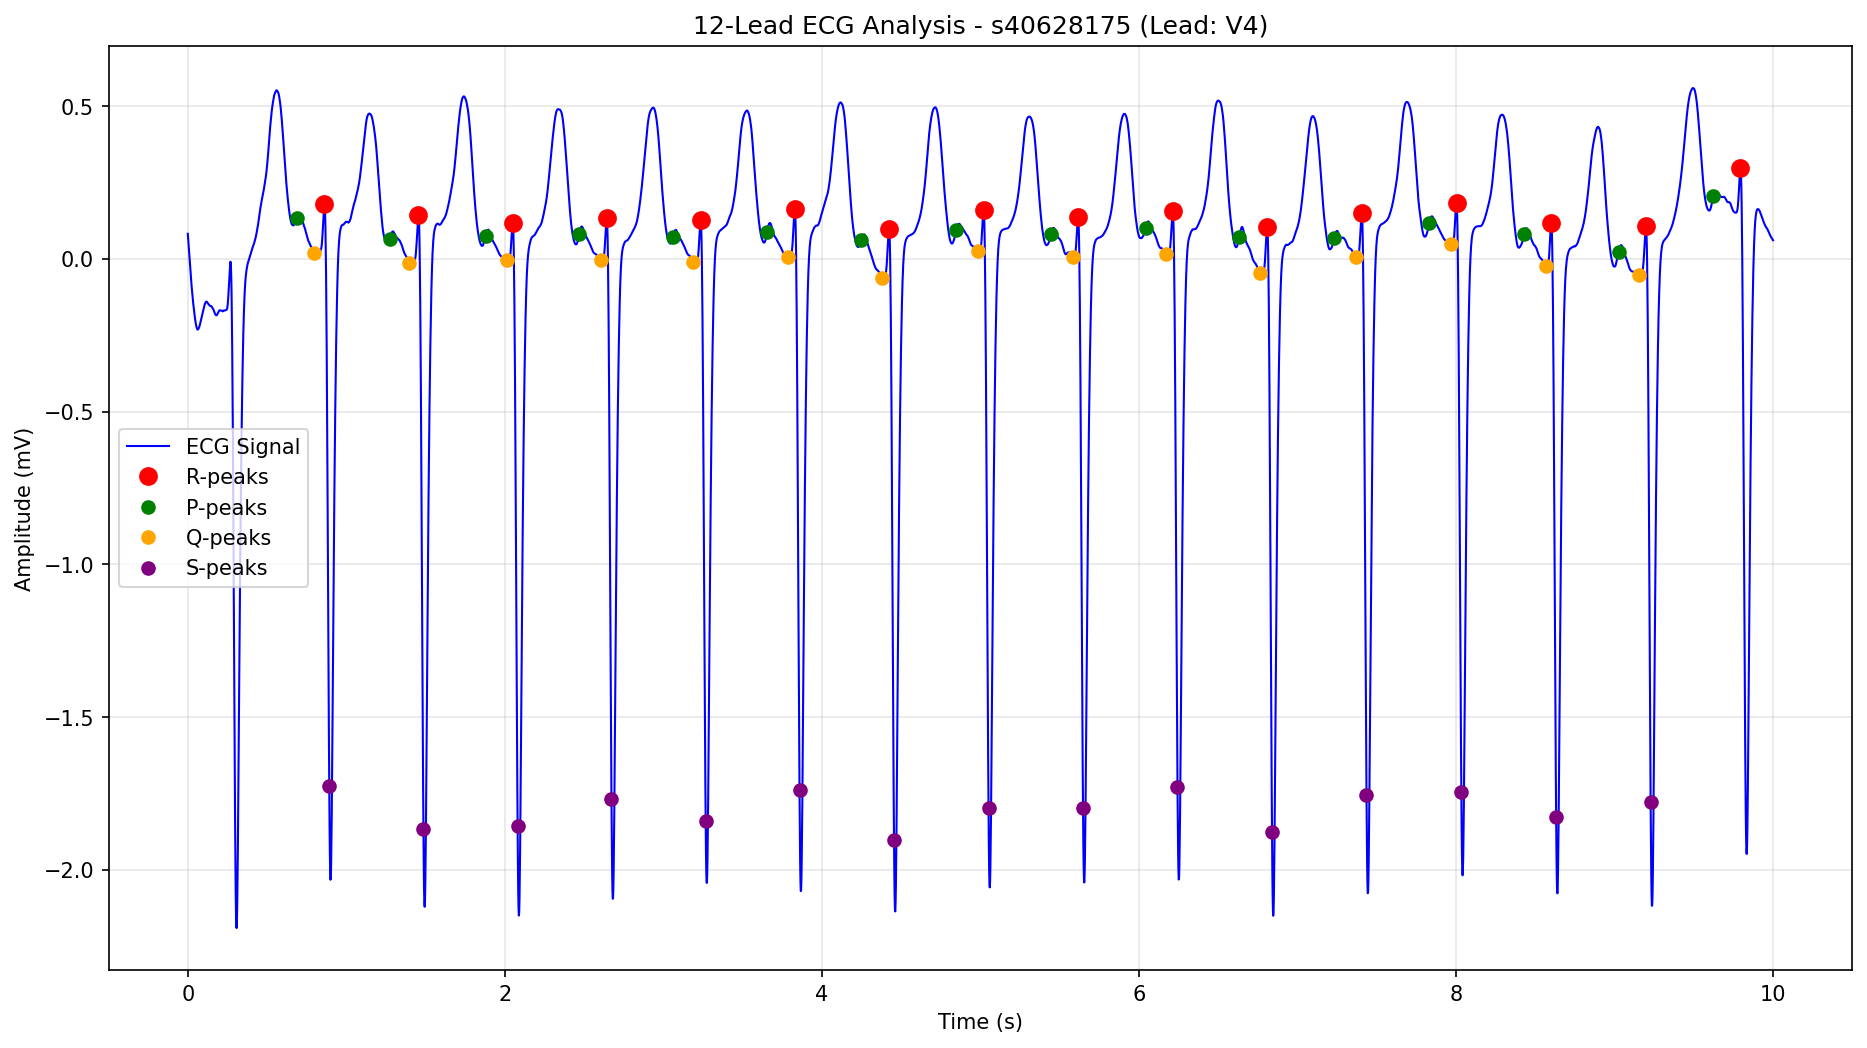 12-Lead ECG Analysis - s40628175 (Lead: V4)
0.5
0.0
−0.5
−1.0
−1.5
−2.0
Amplitude (mV)
ECG Signal
R-peaks
P-peaks
Q-peaks
S-peaks
0 2 4 6 8 10
Time (s)